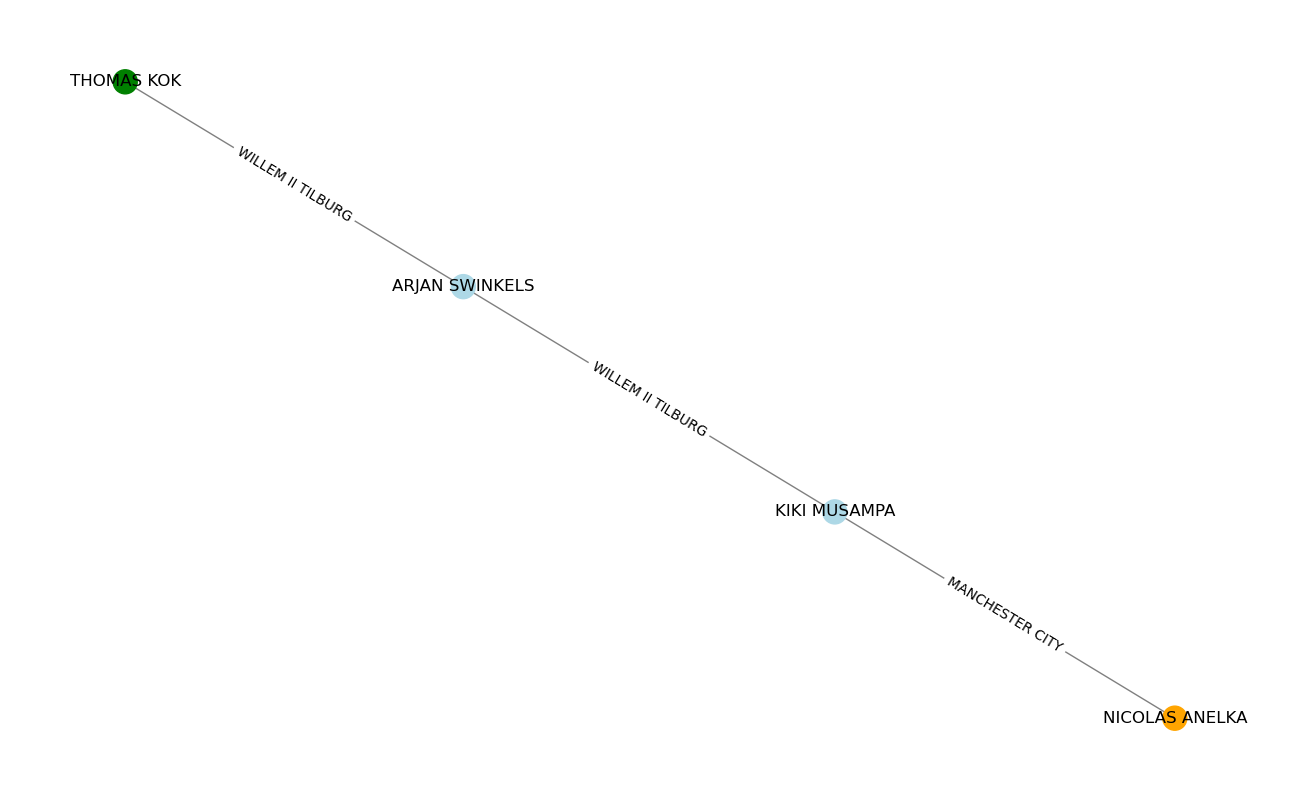 THOMAS KOK
WILLEM II TILBURG
ARJAN SWINKELS
WILLEM II TILBURG
KIKI MUSAMPA
MANCHESTER CITY
NICOLAS ANELKA